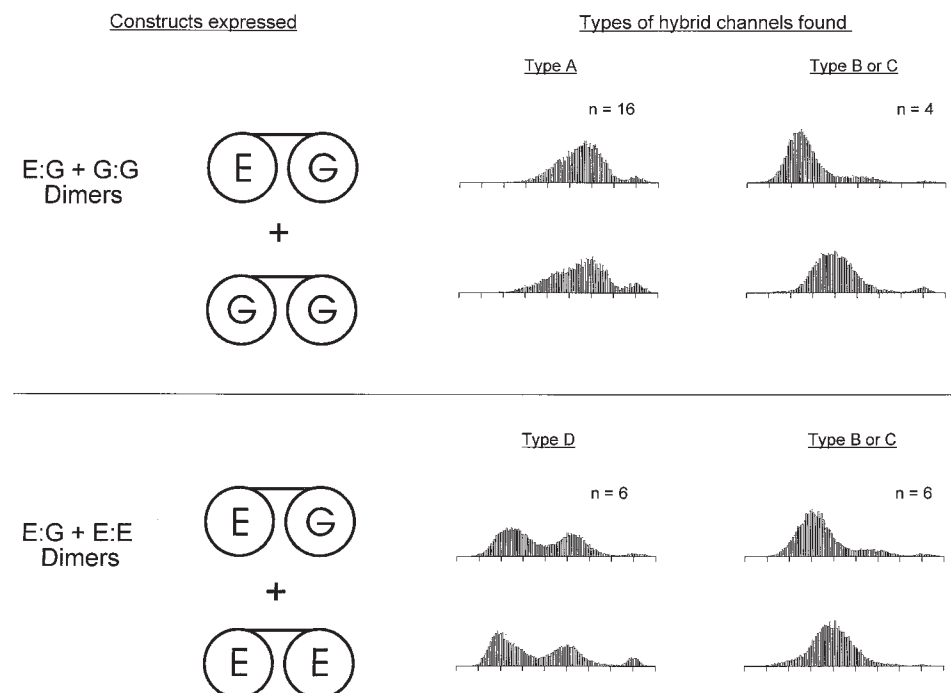 Constructs expressed
Types of hybrid channels found
Type A
Type B or C
n = 16
n = 4
E:G + G:G
Dimers
E
G
+
G
G
Type D
Type B or C
n = 6
n = 6
E:G + E:E
Dimers
E
G
+
E
E